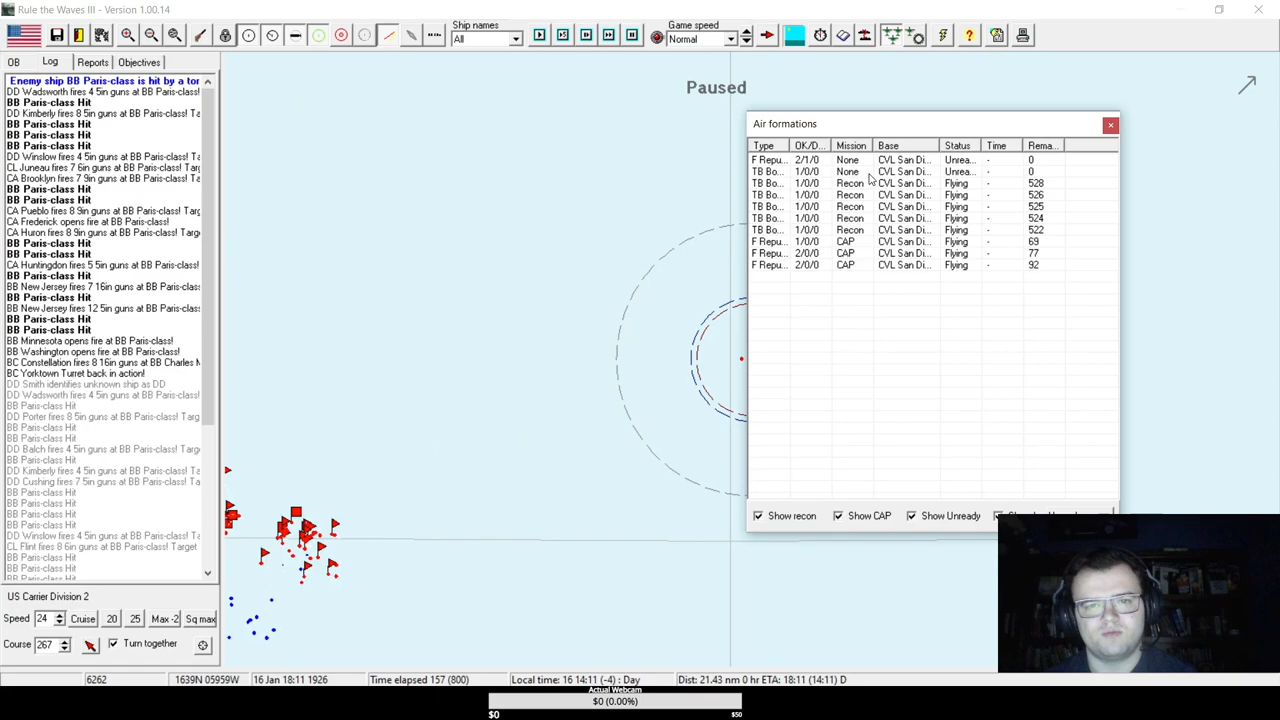 Rule the Waves III - Version 1.00.14
Ship names
All
Game speed
Normal
OB Log Reports Objectives
Paused
Enemy ship BB Paris-class is hit by a tor
DD Wadsworth fires 4 5in guns at BB Paris-class!
BB Paris-class Hit
DD Kimberly fires 8 5in guns at BB Paris-class!
BB Paris-class Hit
BB Paris-class Hit
BB Paris-class Hit
DD Winslow fires 4 5in guns at BB Paris-class!
CL Juneau fires 7 6in guns at BB Paris-class! Tar
CA Brooklyn fires 7 9in guns at BB Paris-class!
BB Paris-class Hit
BB Paris-class Hit
CA Pueblo fires 8 9in guns at BB Paris-class! Targ
CA Frederick opens fire at BB Paris-class!
CA Huron fires 8 9in guns at BB Paris-class! Targ
BB Paris-class Hit
BB Paris-class Hit
CA Huntingdon fires 5 5in guns at BB Paris-class!
BB Paris-class Hit
BB New Jersey fires 7 16in guns at BB Paris-class!
BB Paris-class Hit
BB New Jersey fires 12 5in guns at BB Paris-class!
BB Paris-class Hit
BB Paris-class Hit
BB Minnesota opens fire at BB Paris-class!
BB Washington opens fire at BB Paris-class!
BC Constellation fires 8 16in guns at BB Charles M
BC Yorktown Turret back in action!
DD Smith identifies unknown ship as DD
DD Wadsworth fires 4 5in guns at BB Paris-class!
BB Paris-class Hit
DD Porter fires 8 5in guns at BB Paris-class! Targ
BB Paris-class Hit
BB Paris-class Hit
DD Balch fires 4 5in guns at BB Paris-class! Targe
BB Paris-class Hit
DD Kimberly fires 4 5in guns at BB Paris-class!
DD Cushing fires 7 5in guns at BB Paris-class! Ta
BB Paris-class Hit
BB Paris-class Hit
BB Paris-class Hit
BB Paris-class Hit
DD Winslow fires 4 5in guns at BB Paris-class!
CL Flint fires 8 6in guns at BB Paris-class! Target
BB Paris-class Hit
BB Paris-class Hit
BB Paris-class Hit
Air formations
Type OK/D... Mission Base Status Time Rema...
F Repu... 2/1/0 None CVL San Di... Unrea... - 0
TB Bo... 1/0/0 None CVL San Di... Unrea... - 0
TB Bo... 1/0/0 Recon CVL San Di... Flying - 528
TB Bo... 1/0/0 Recon CVL San Di... Flying - 526
TB Bo... 1/0/0 Recon CVL San Di... Flying - 525
TB Bo... 1/0/0 Recon CVL San Di... Flying - 524
TB Bo... 1/0/0 Recon CVL San Di... Flying - 522
F Repu... 1/0/0 CAP CVL San Di... Flying - 69
F Repu... 2/0/0 CAP CVL San Di... Flying - 77
F Repu... 2/0/0 CAP CVL San Di... Flying - 92
Show recon Show CAP Show Unready
US Carrier Division 2
Speed 24 Cruise 20 25 Max -2 Sq max
Course 267 Turn together
6262 1639N 05959W 16 Jan 18:11 1926 Time elapsed 157 (800) Local time: 16 14:11 (-4) : Day Dist: 21.43 nm 0 hr ETA: 18:11 (14:11) D
Actual Webcam
$0 (0.00%)
$0 $50